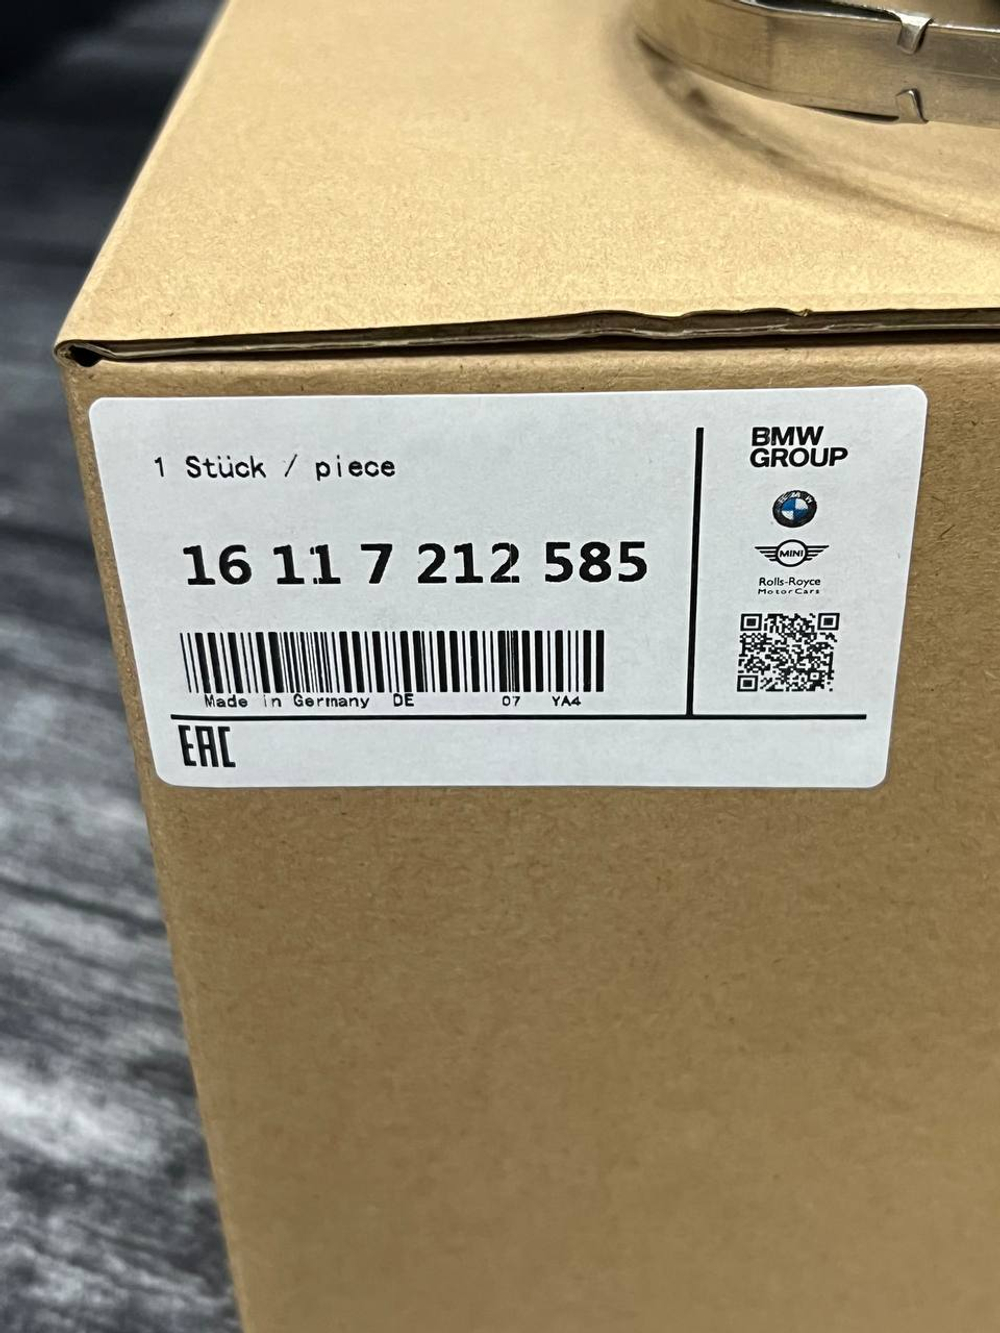 1 Stück / piece
16 11 7 212 585
Made in Germany DE 07 YA4
EAC
BMW
GROUP
BMW
MINI
Rolls-Royce
Motor Cars